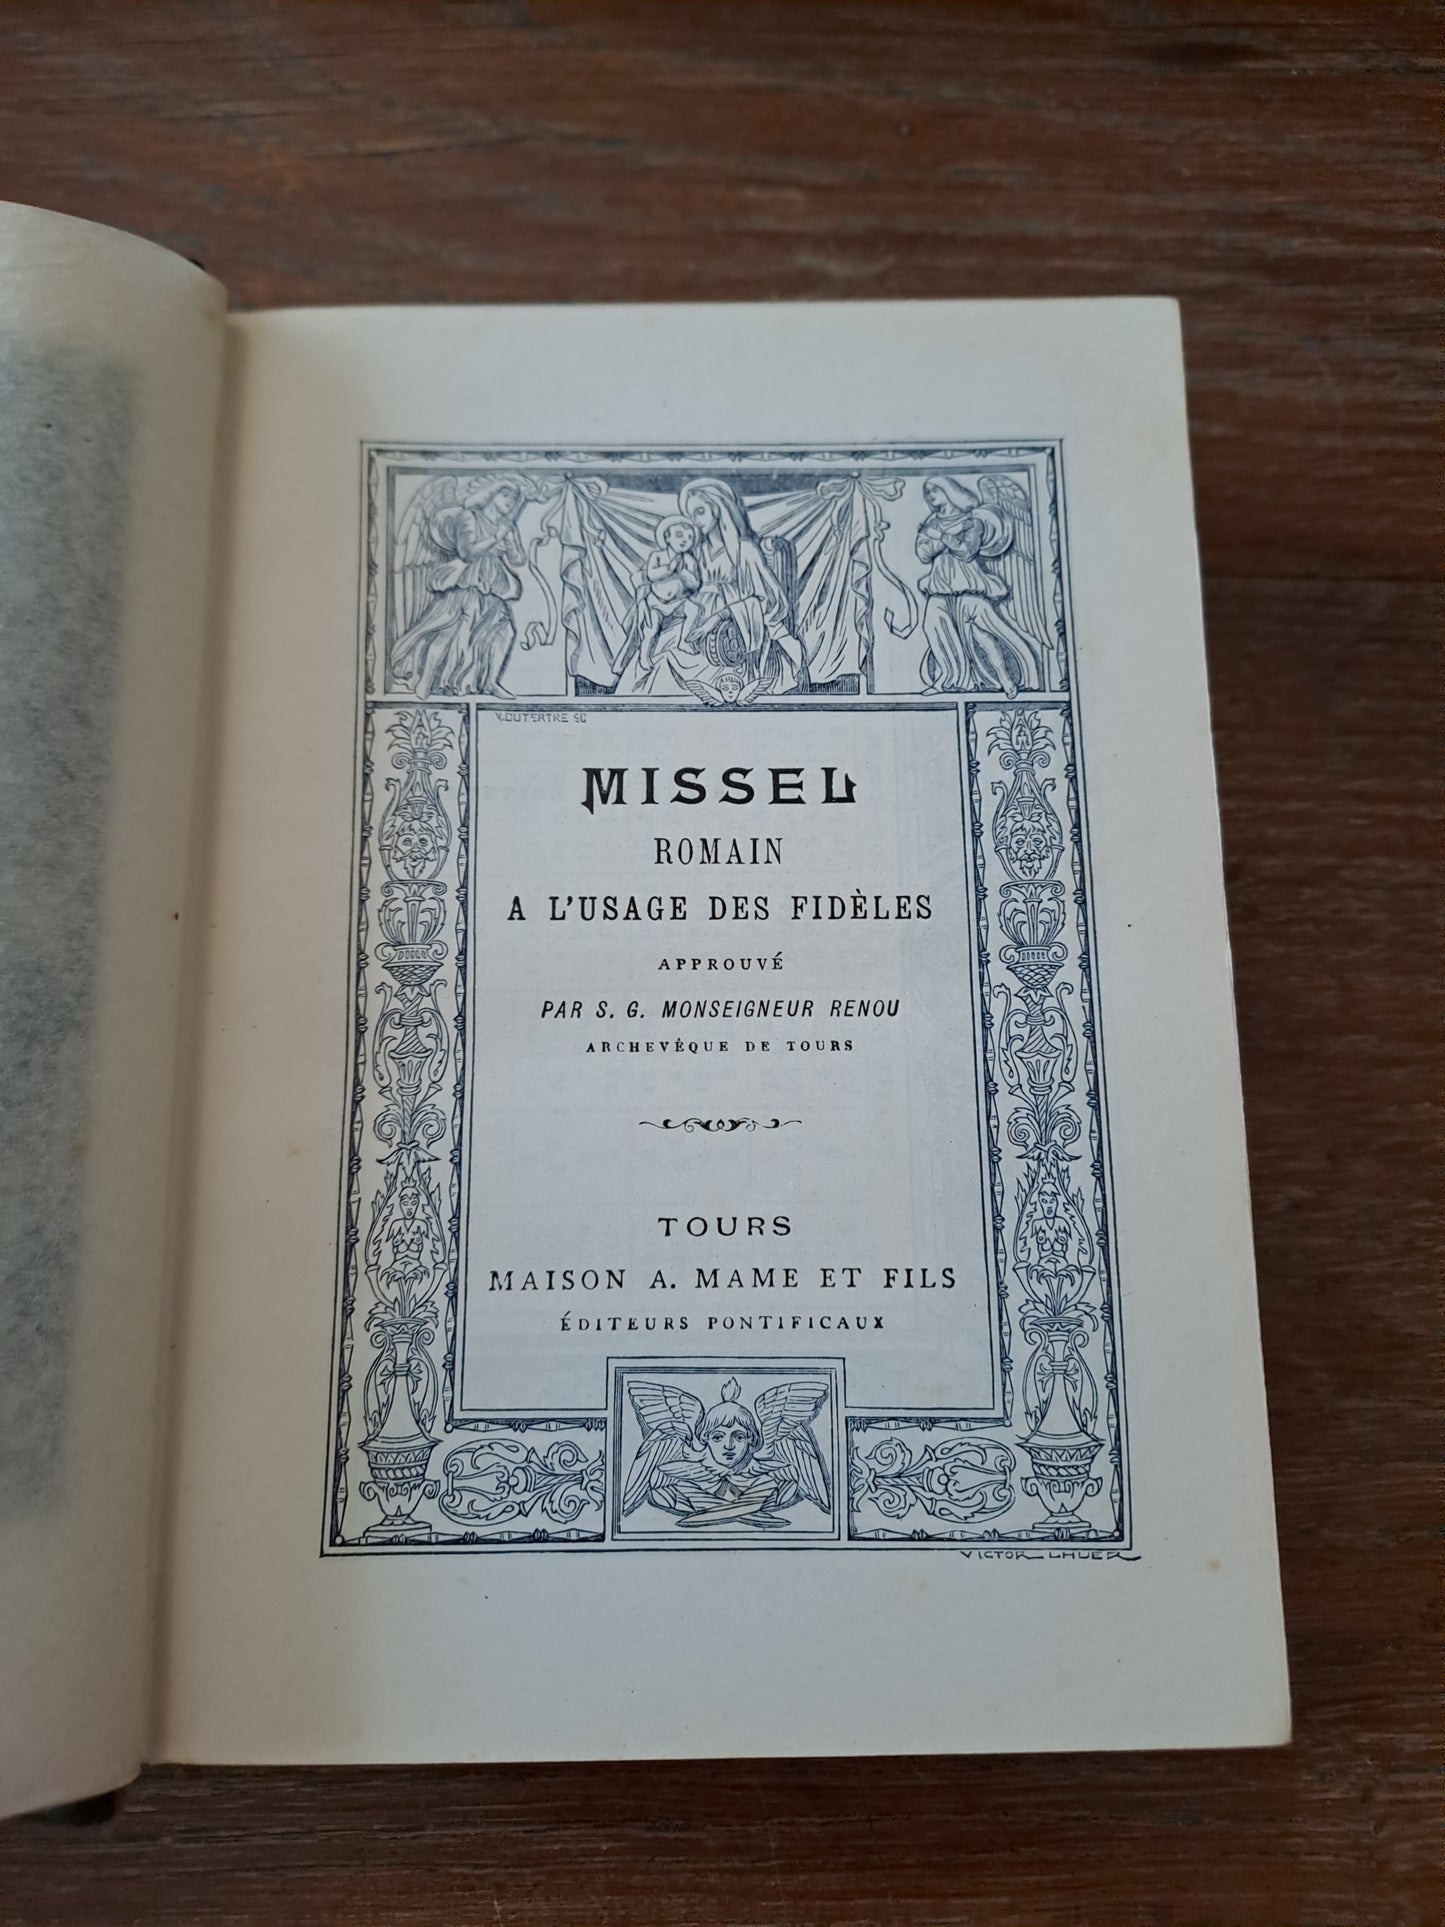 V. DUTERTRE SC
MISSEL
ROMAIN
A L'USAGE DES FIDÈLES
APPROUVÉ
PAR S. G. MONSEIGNEUR RENOU
ARCHEVÊQUE DE TOURS
TOURS
MAISON A. MAME ET FILS
ÉDITEURS PONTIFICAUX
VICTOR LHUER